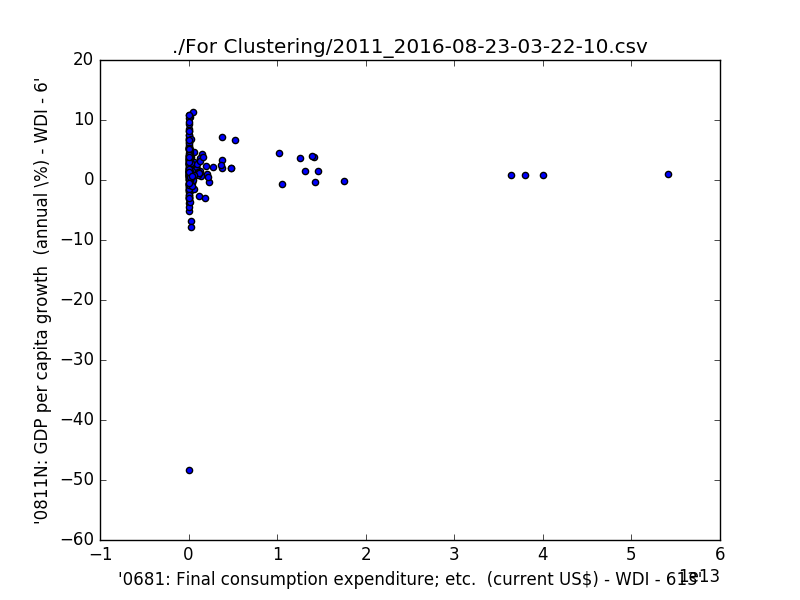 ./For Clustering/2011_2016-08-23-03-22-10.csv
20
10
0
−10
−20
−30
−40
−50
−60
'0811N: GDP per capita growth (annual \%) - WDI - 6'
−1 0 1 2 3 4 5 6
'0681: Final consumption expenditure; etc. (current US$) - WDI - 613'
1e13